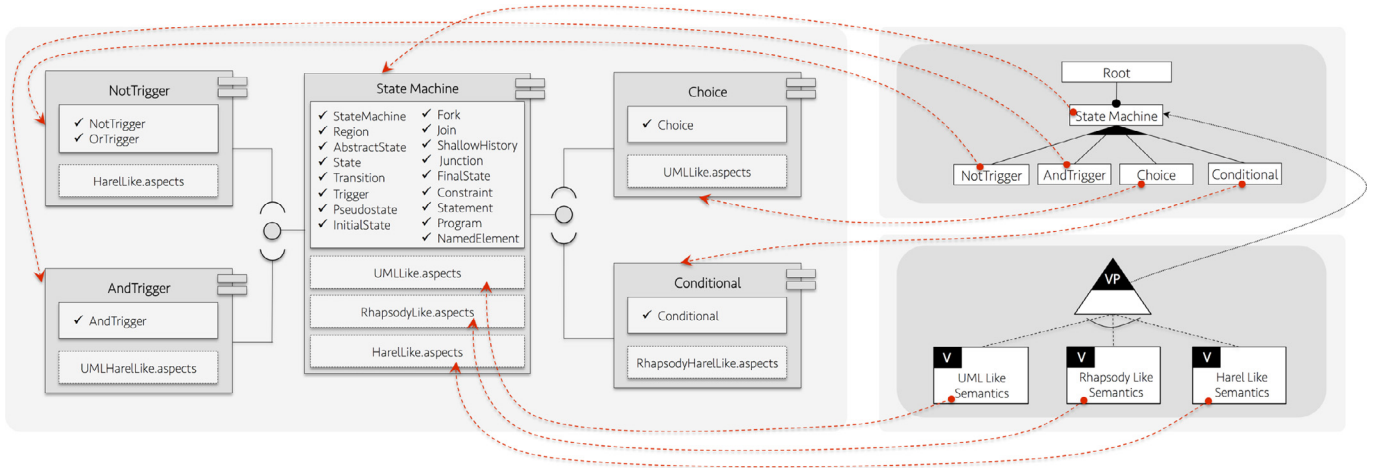 NotTrigger
✓ NotTrigger
✓ OrTrigger
HarelLike.aspects
AndTrigger
✓ AndTrigger
UMLHarelLike.aspects
State Machine
✓ StateMachine
✓ Region
✓ AbstractState
✓ State
✓ Transition
✓ Trigger
✓ Pseudostate
✓ InitialState
✓ Fork
✓ Join
✓ ShallowHistory
✓ Junction
✓ FinalState
✓ Constraint
✓ Statement
✓ Program
✓ NamedElement
UMLLike.aspects
RhapsodyLike.aspects
HarelLike.aspects
Choice
✓ Choice
UMLLike.aspects
Conditional
✓ Conditional
RhapsodyHarelLike.aspects
Root
State Machine
NotTrigger
AndTrigger
Choice
Conditional
VP
V
UML Like
Semantics
V
Rhapsody Like
Semantics
V
Harel Like
Semantics